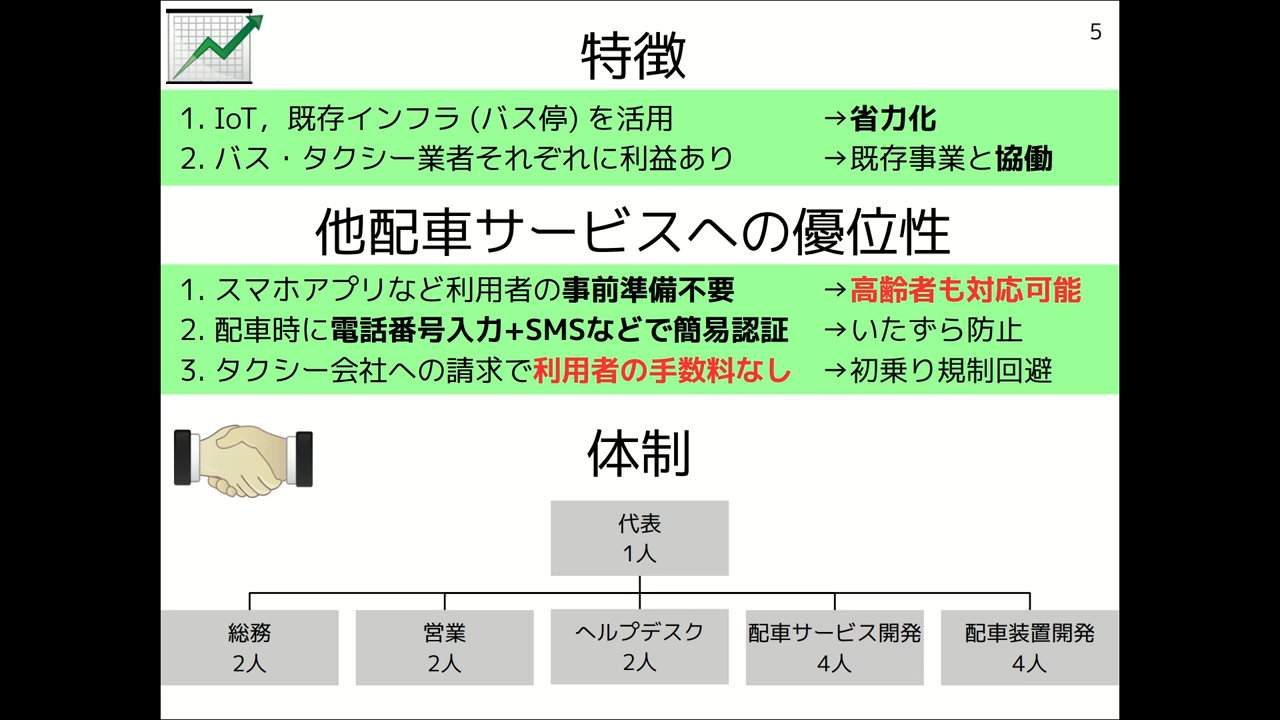 5
特徴
1. IoT，既存インフラ (バス停) を活用 →省力化
2. バス・タクシー業者それぞれに利益あり →既存事業と協働
他配車サービスへの優位性
1. スマホアプリなど利用者の事前準備不要 →高齢者も対応可能
2. 配車時に電話番号入力+SMSなどで簡易認証 →いたずら防止
3. タクシー会社への請求で利用者の手数料なし →初乗り規制回避
体制
代表
1人
総務
2人
営業
2人
ヘルプデスク
2人
配車サービス開発
4人
配車装置開発
4人